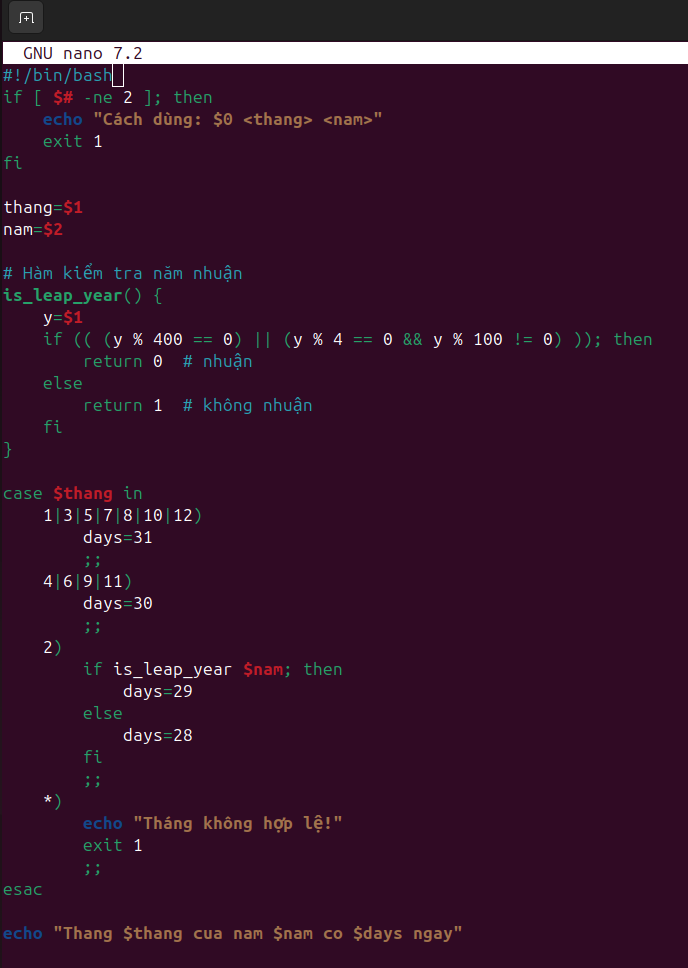 GNU nano 7.2
#!/bin/bash
if [ $# -ne 2 ]; then
    echo "Cách dùng: $0 <thang> <nam>"
    exit 1
fi

thang=$1
nam=$2

# Hàm kiểm tra năm nhuận
is_leap_year() {
    y=$1
    if (( (y % 400 == 0) || (y % 4 == 0 && y % 100 != 0) )); then
        return 0  # nhuận
    else
        return 1  # không nhuận
    fi
}

case $thang in
    1|3|5|7|8|10|12)
        days=31
        ;;
    4|6|9|11)
        days=30
        ;;
    2)
        if is_leap_year $nam; then
            days=29
        else
            days=28
        fi
        ;;
    *)
        echo "Tháng không hợp lệ!"
        exit 1
        ;;
esac

echo "Thang $thang cua nam $nam co $days ngay"